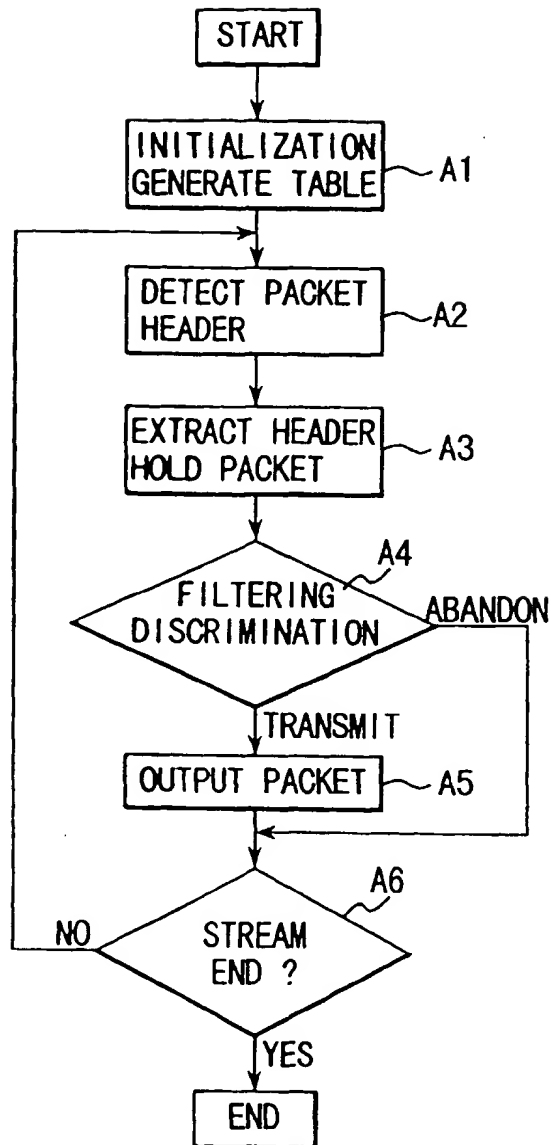 START
INITIALIZATION
GENERATE TABLE
A1
DETECT PACKET
HEADER
A2
EXTRACT HEADER
HOLD PACKET
A3
A4
FILTERING
DISCRIMINATION
ABANDON
TRANSMIT
OUTPUT PACKET
A5
A6
NO
STREAM
END ?
YES
END